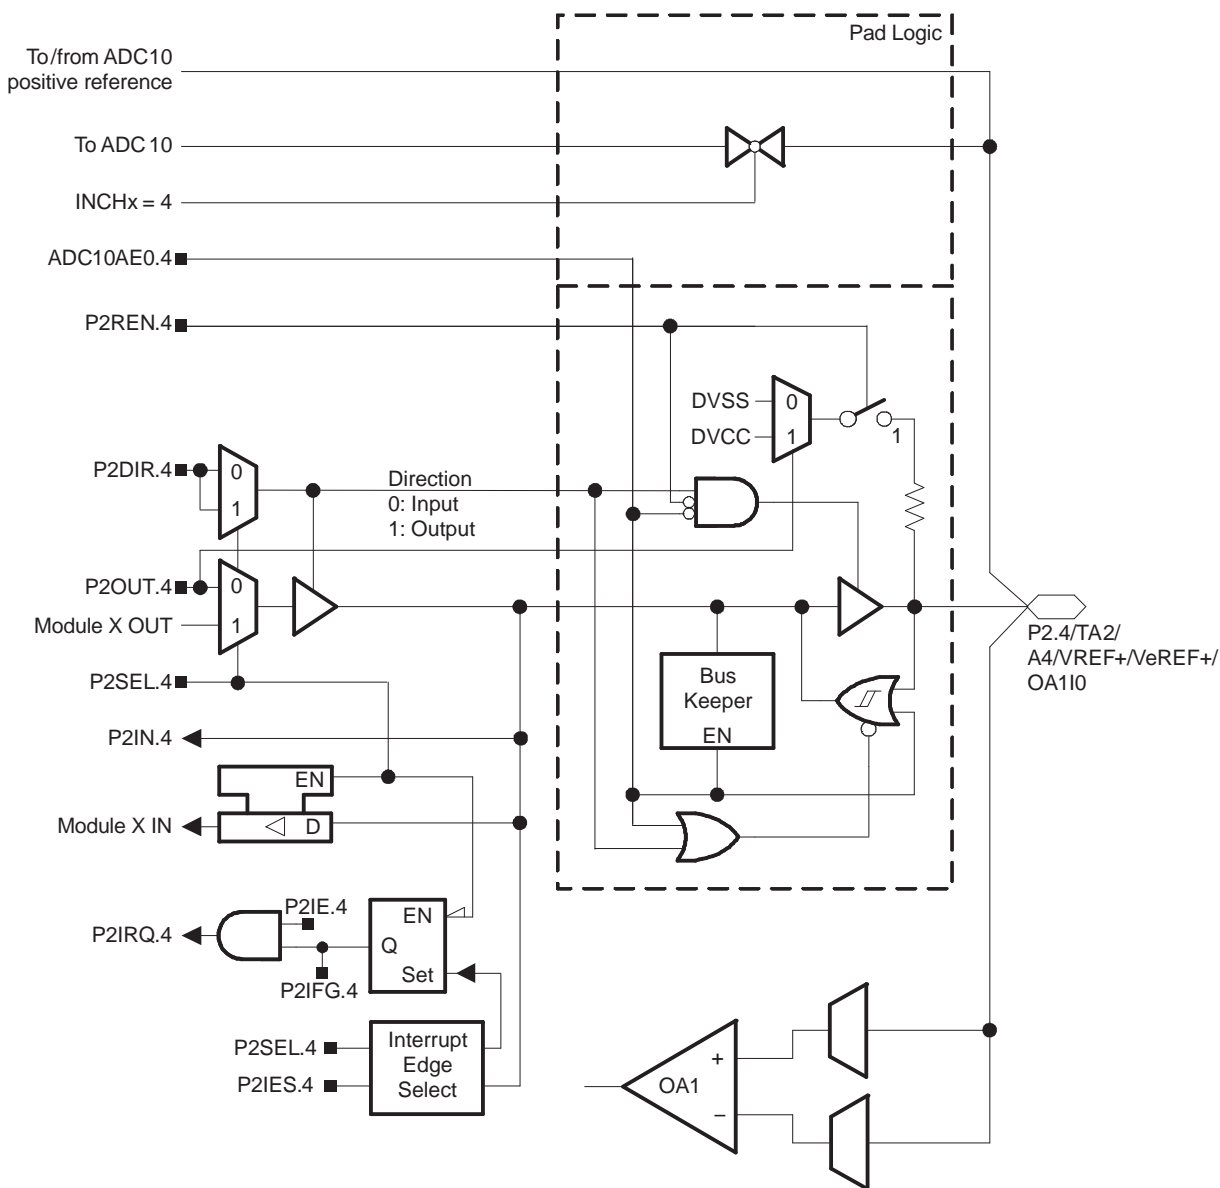 Pad Logic
To/from ADC10
positive reference
To ADC10
INCHx = 4
ADC10AE0.4
P2REN.4
DVSS
0
DVCC
1
1
P2DIR.4
0
1
Direction
0: Input
1: Output
P2OUT.4
0
Module X OUT
1
P2SEL.4
Bus
Keeper
EN
P2.4/TA2/
A4/VREF+/VeREF+/
OA1I0
P2IN.4
EN
Module X IN
D
P2IE.4
EN
P2IRQ.4
Q
P2IFG.4
Set
P2SEL.4
Interrupt
Edge
Select
P2IES.4
+
OA1
−